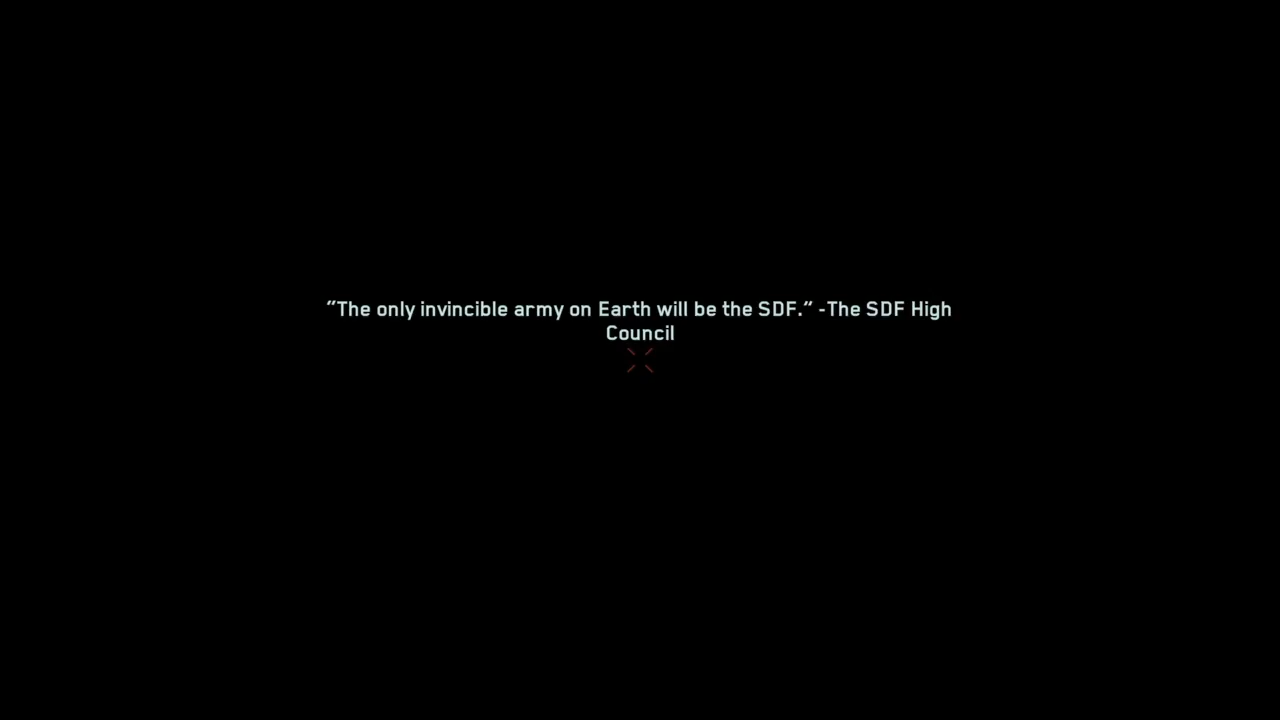 "The only invincible army on Earth will be the SDF." -The SDF High
Council